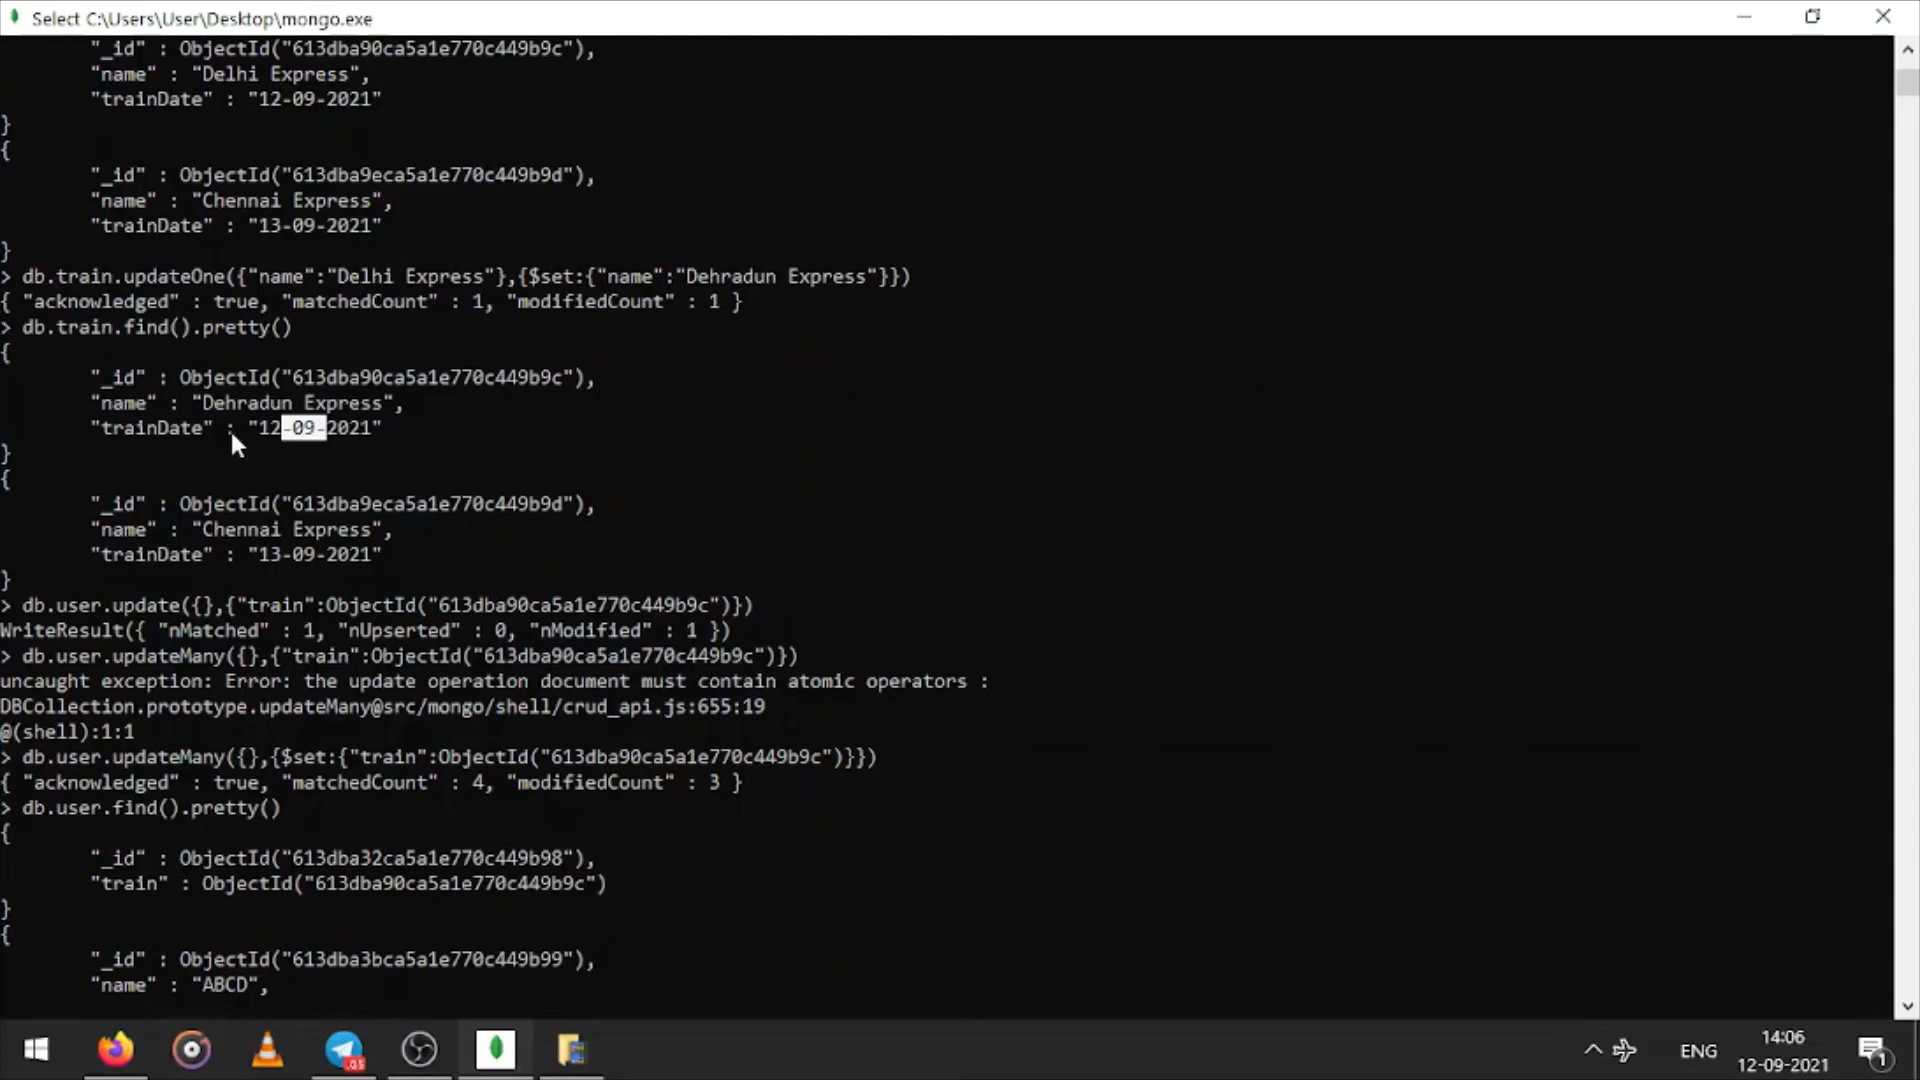 Select C:\Users\User\Desktop\mongo.exe
"_id" : ObjectId("613dba90ca5a1e770c449b9c"),
"name" : "Delhi Express",
"trainDate" : "12-09-2021"
}
{
"_id" : ObjectId("613dba9eca5a1e770c449b9d"),
"name" : "Chennai Express",
"trainDate" : "13-09-2021"
}
> db.train.updateOne({"name":"Delhi Express"},{$set:{"name":"Dehradun Express"}})
{ "acknowledged" : true, "matchedCount" : 1, "modifiedCount" : 1 }
> db.train.find().pretty()
{
"_id" : ObjectId("613dba90ca5a1e770c449b9c"),
"name" : "Dehradun Express",
"trainDate" : "12-09-2021"
}
{
"_id" : ObjectId("613dba9eca5a1e770c449b9d"),
"name" : "Chennai Express",
"trainDate" : "13-09-2021"
}
> db.user.update({},{"train":ObjectId("613dba90ca5a1e770c449b9c")})
WriteResult({ "nMatched" : 1, "nUpserted" : 0, "nModified" : 1 })
> db.user.updateMany({},{"train":ObjectId("613dba90ca5a1e770c449b9c")})
uncaught exception: Error: the update operation document must contain atomic operators :
DBCollection.prototype.updateMany@src/mongo/shell/crud_api.js:655:19
@(shell):1:1
> db.user.updateMany({},{$set:{"train":ObjectId("613dba90ca5a1e770c449b9c")}})
{ "acknowledged" : true, "matchedCount" : 4, "modifiedCount" : 3 }
> db.user.find().pretty()
{
"_id" : ObjectId("613dba32ca5a1e770c449b98"),
"train" : ObjectId("613dba90ca5a1e770c449b9c")
}
{
"_id" : ObjectId("613dba3bca5a1e770c449b99"),
"name" : "ABCD",
ENG
14:06
12-09-2021
1